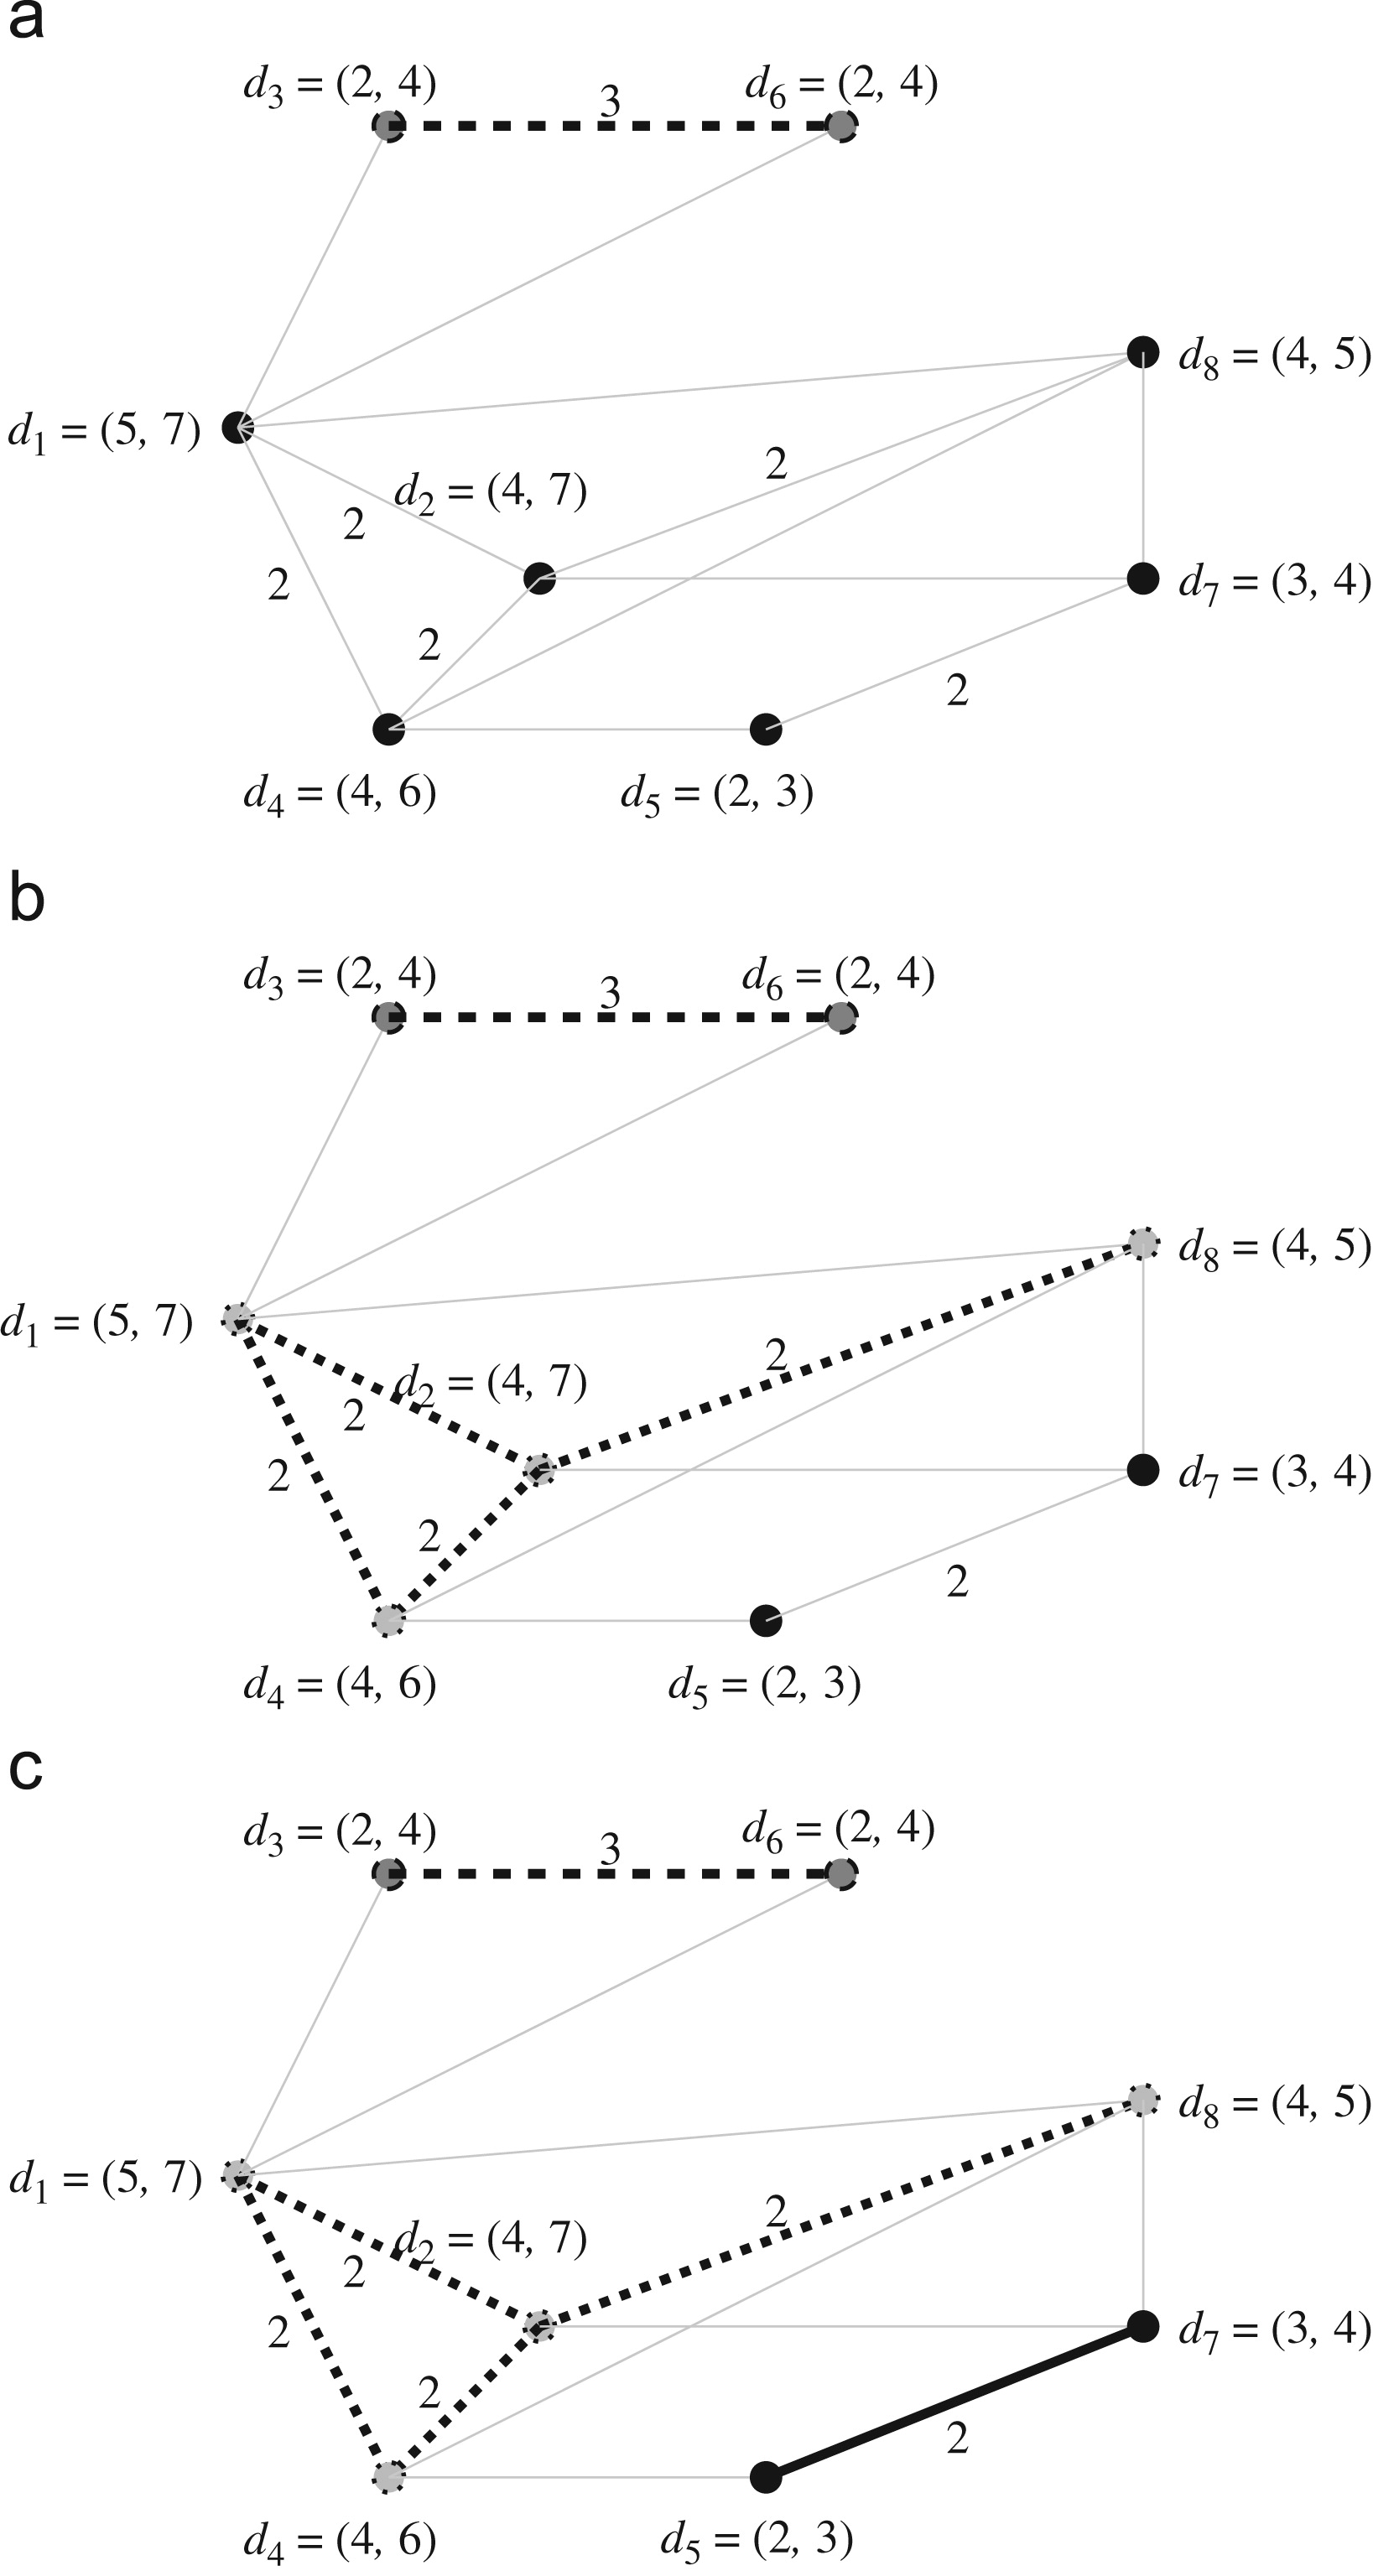 a
d3 = (2, 4)
3
d6 = (2, 4)
d8 = (4, 5)
d1 = (5, 7)
2
d2 = (4, 7)
2
2
d7 = (3, 4)
2
2
d4 = (4, 6)
d5 = (2, 3)
b
d3 = (2, 4)
3
d6 = (2, 4)
d8 = (4, 5)
d1 = (5, 7)
2
d2 = (4, 7)
2
2
d7 = (3, 4)
2
2
d4 = (4, 6)
d5 = (2, 3)
c
d3 = (2, 4)
3
d6 = (2, 4)
d8 = (4, 5)
d1 = (5, 7)
2
d2 = (4, 7)
2
2
d7 = (3, 4)
2
2
d4 = (4, 6)
d5 = (2, 3)